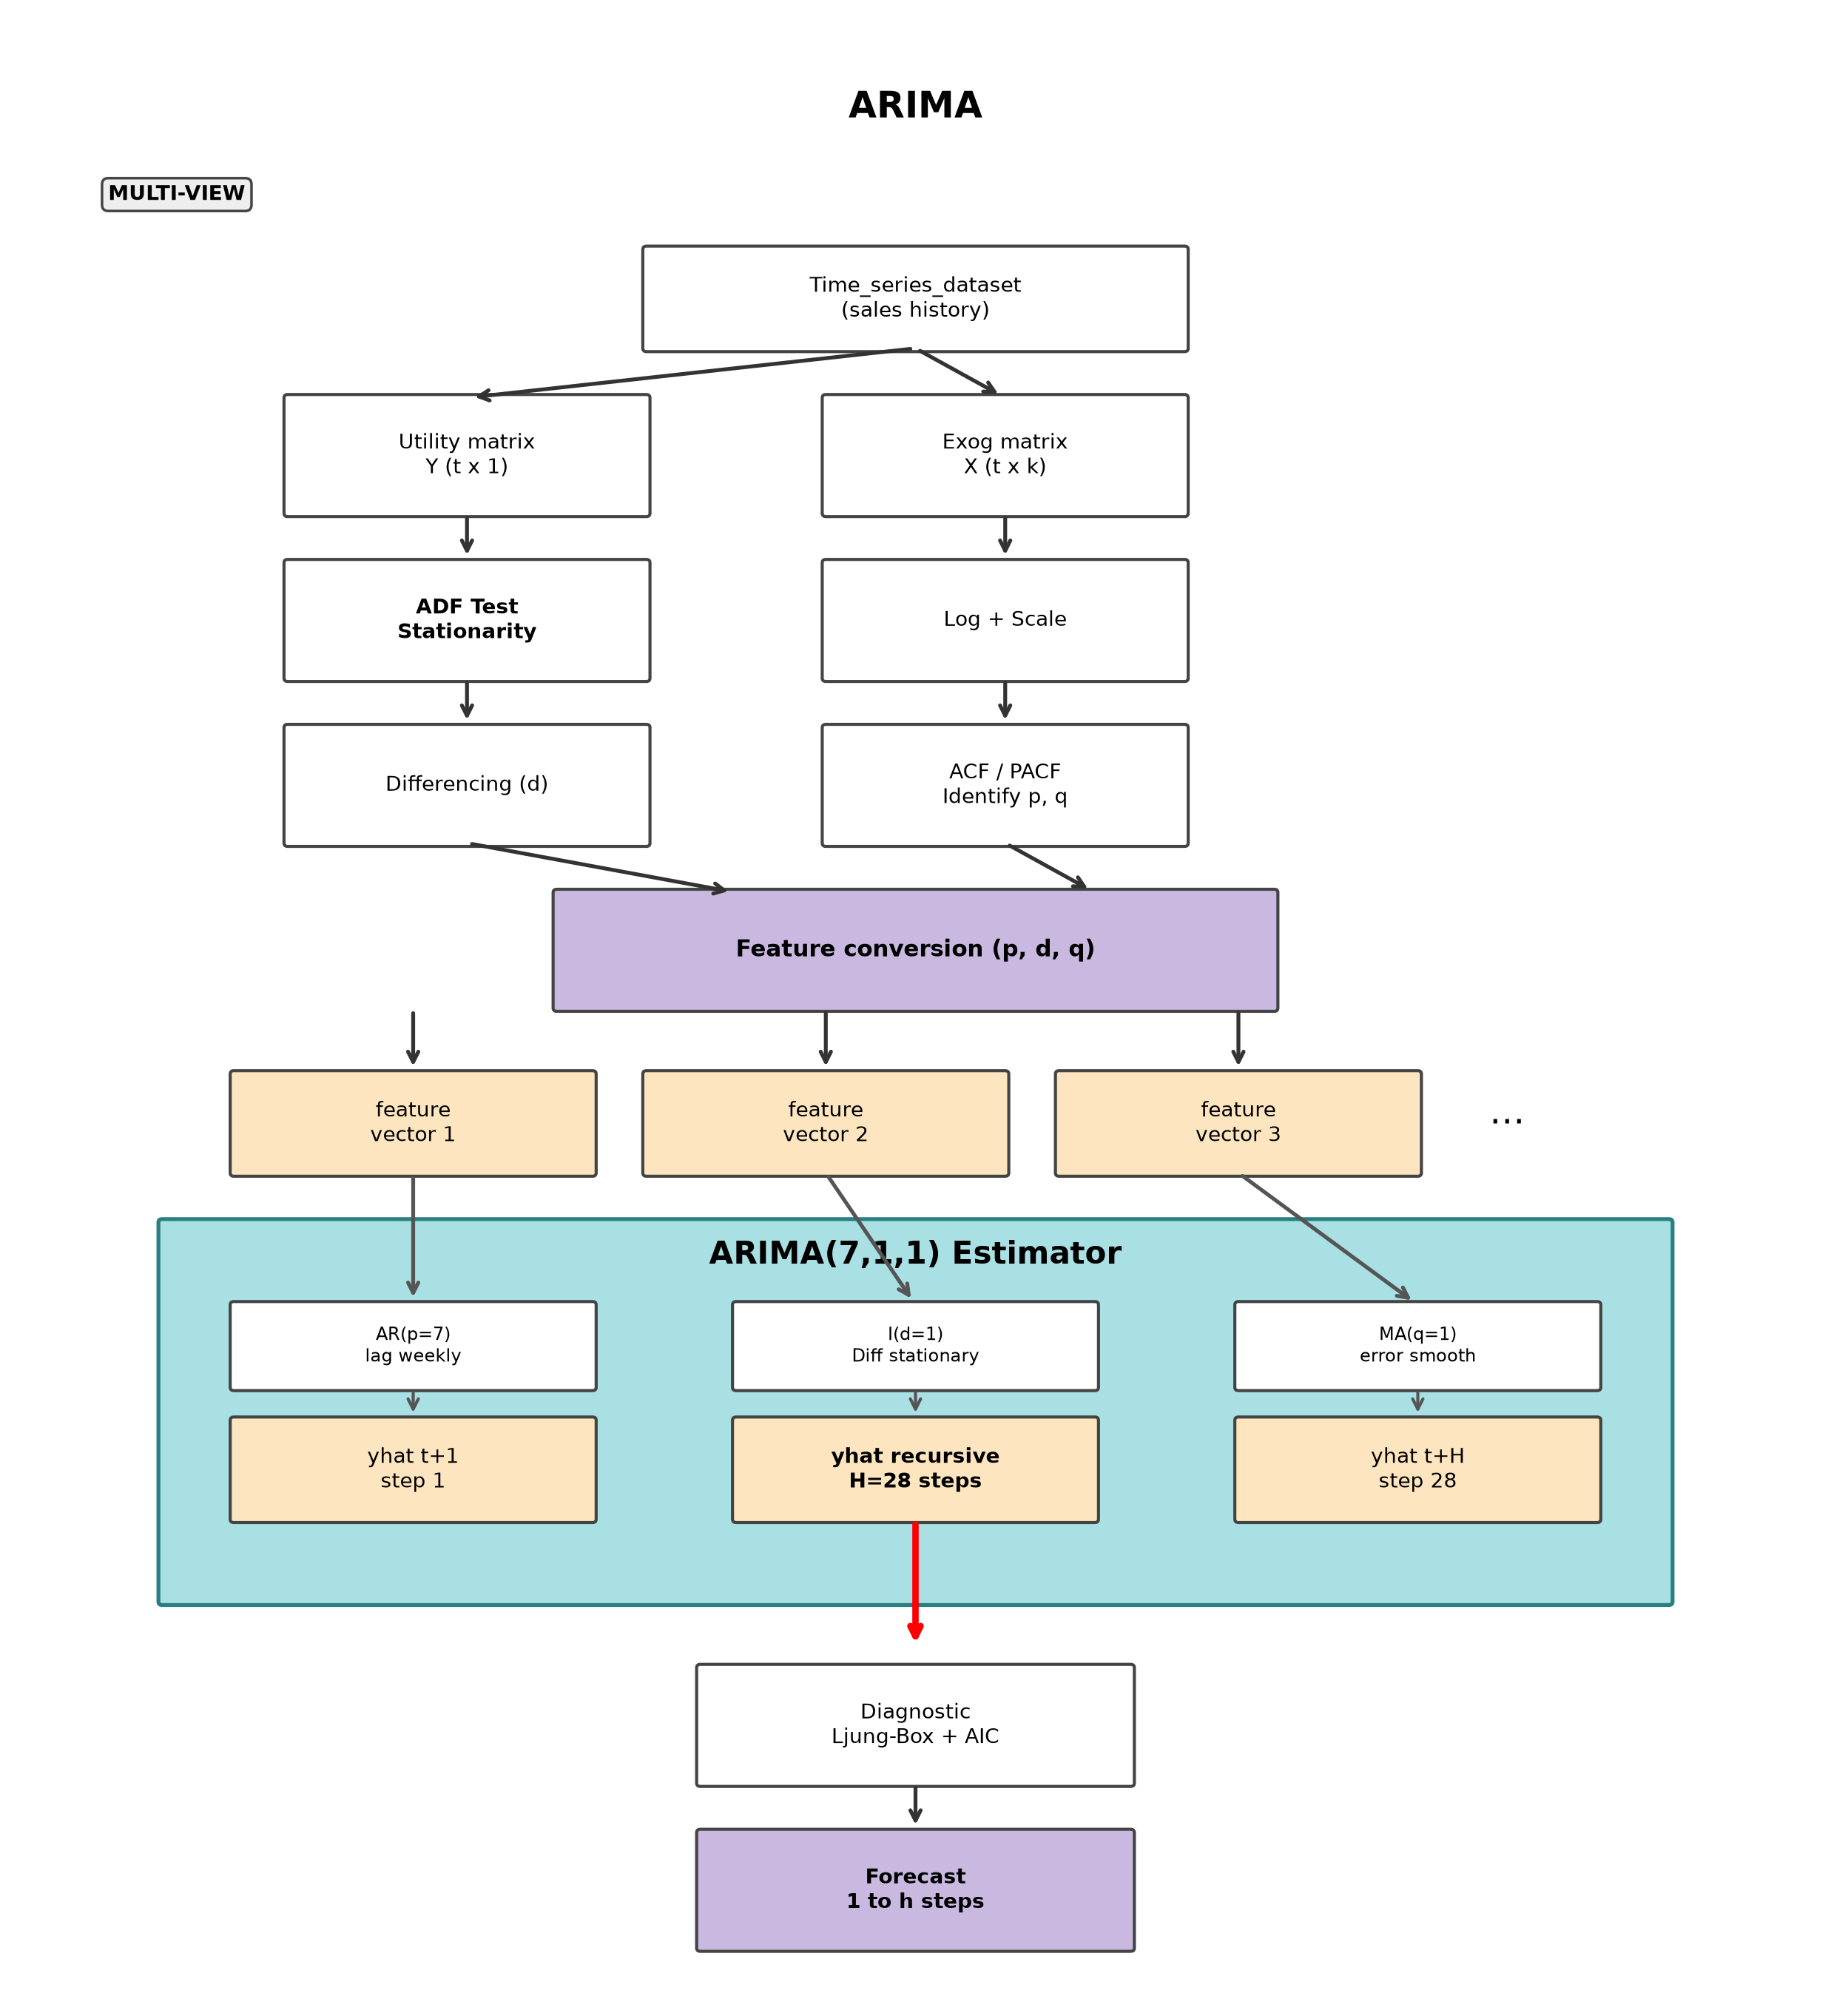 ARIMA
MULTI-VIEW
Time_series_dataset
(sales history)
Utility matrix
Y (t x 1)
Exog matrix
X (t x k)
ADF Test
Stationarity
Log + Scale
Differencing (d)
ACF / PACF
Identify p, q
Feature conversion (p, d, q)
feature
vector 1
feature
vector 2
feature
vector 3
...
ARIMA(7,1,1) Estimator
AR(p=7)
lag weekly
I(d=1)
Diff stationary
MA(q=1)
error smooth
yhat t+1
step 1
yhat recursive
H=28 steps
yhat t+H
step 28
Diagnostic
Ljung-Box + AIC
Forecast
1 to h steps